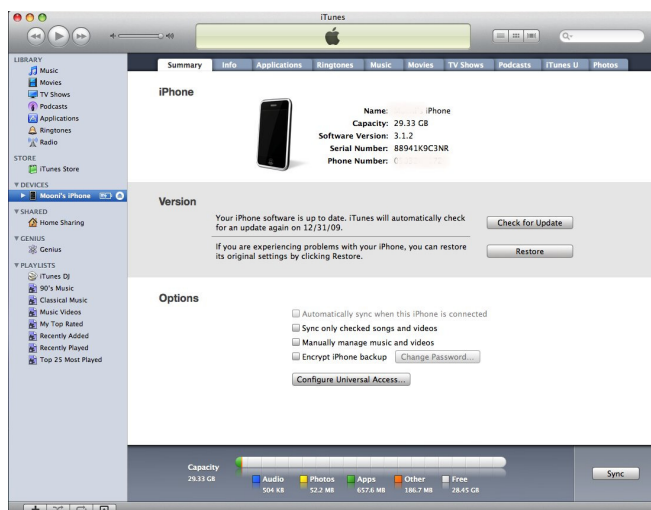 iTunes
LIBRARY
Music
Movies
TV Shows
Podcasts
Applications
Ringtones
Radio
STORE
iTunes Store
DEVICES
Mooni's iPhone
SHARED
Home Sharing
GENIUS
Genius
PLAYLISTS
iTunes DJ
90's Music
Classical Music
Music Videos
My Top Rated
Recently Added
Recently Played
Top 25 Most Played
Summary Info Applications Ringtones Music Movies TV Shows Podcasts iTunes U Photos
iPhone
Name: iPhone
Capacity: 29.33 GB
Software Version: 3.1.2
Serial Number: 88941K9C3NR
Phone Number:
Version
Your iPhone software is up to date. iTunes will automatically check
for an update again on 12/31/09.
Check for Update
If you are experiencing problems with your iPhone, you can restore
its original settings by clicking Restore.
Restore
Options
Automatically sync when this iPhone is connected
Sync only checked songs and videos
Manually manage music and videos
Encrypt iPhone backup Change Password...
Configure Universal Access...
Capacity
29.33 GB
Audio Photos Apps Other Free
504 KB 52.2 MB 657.6 MB 186.7 MB 28.45 GB
Sync